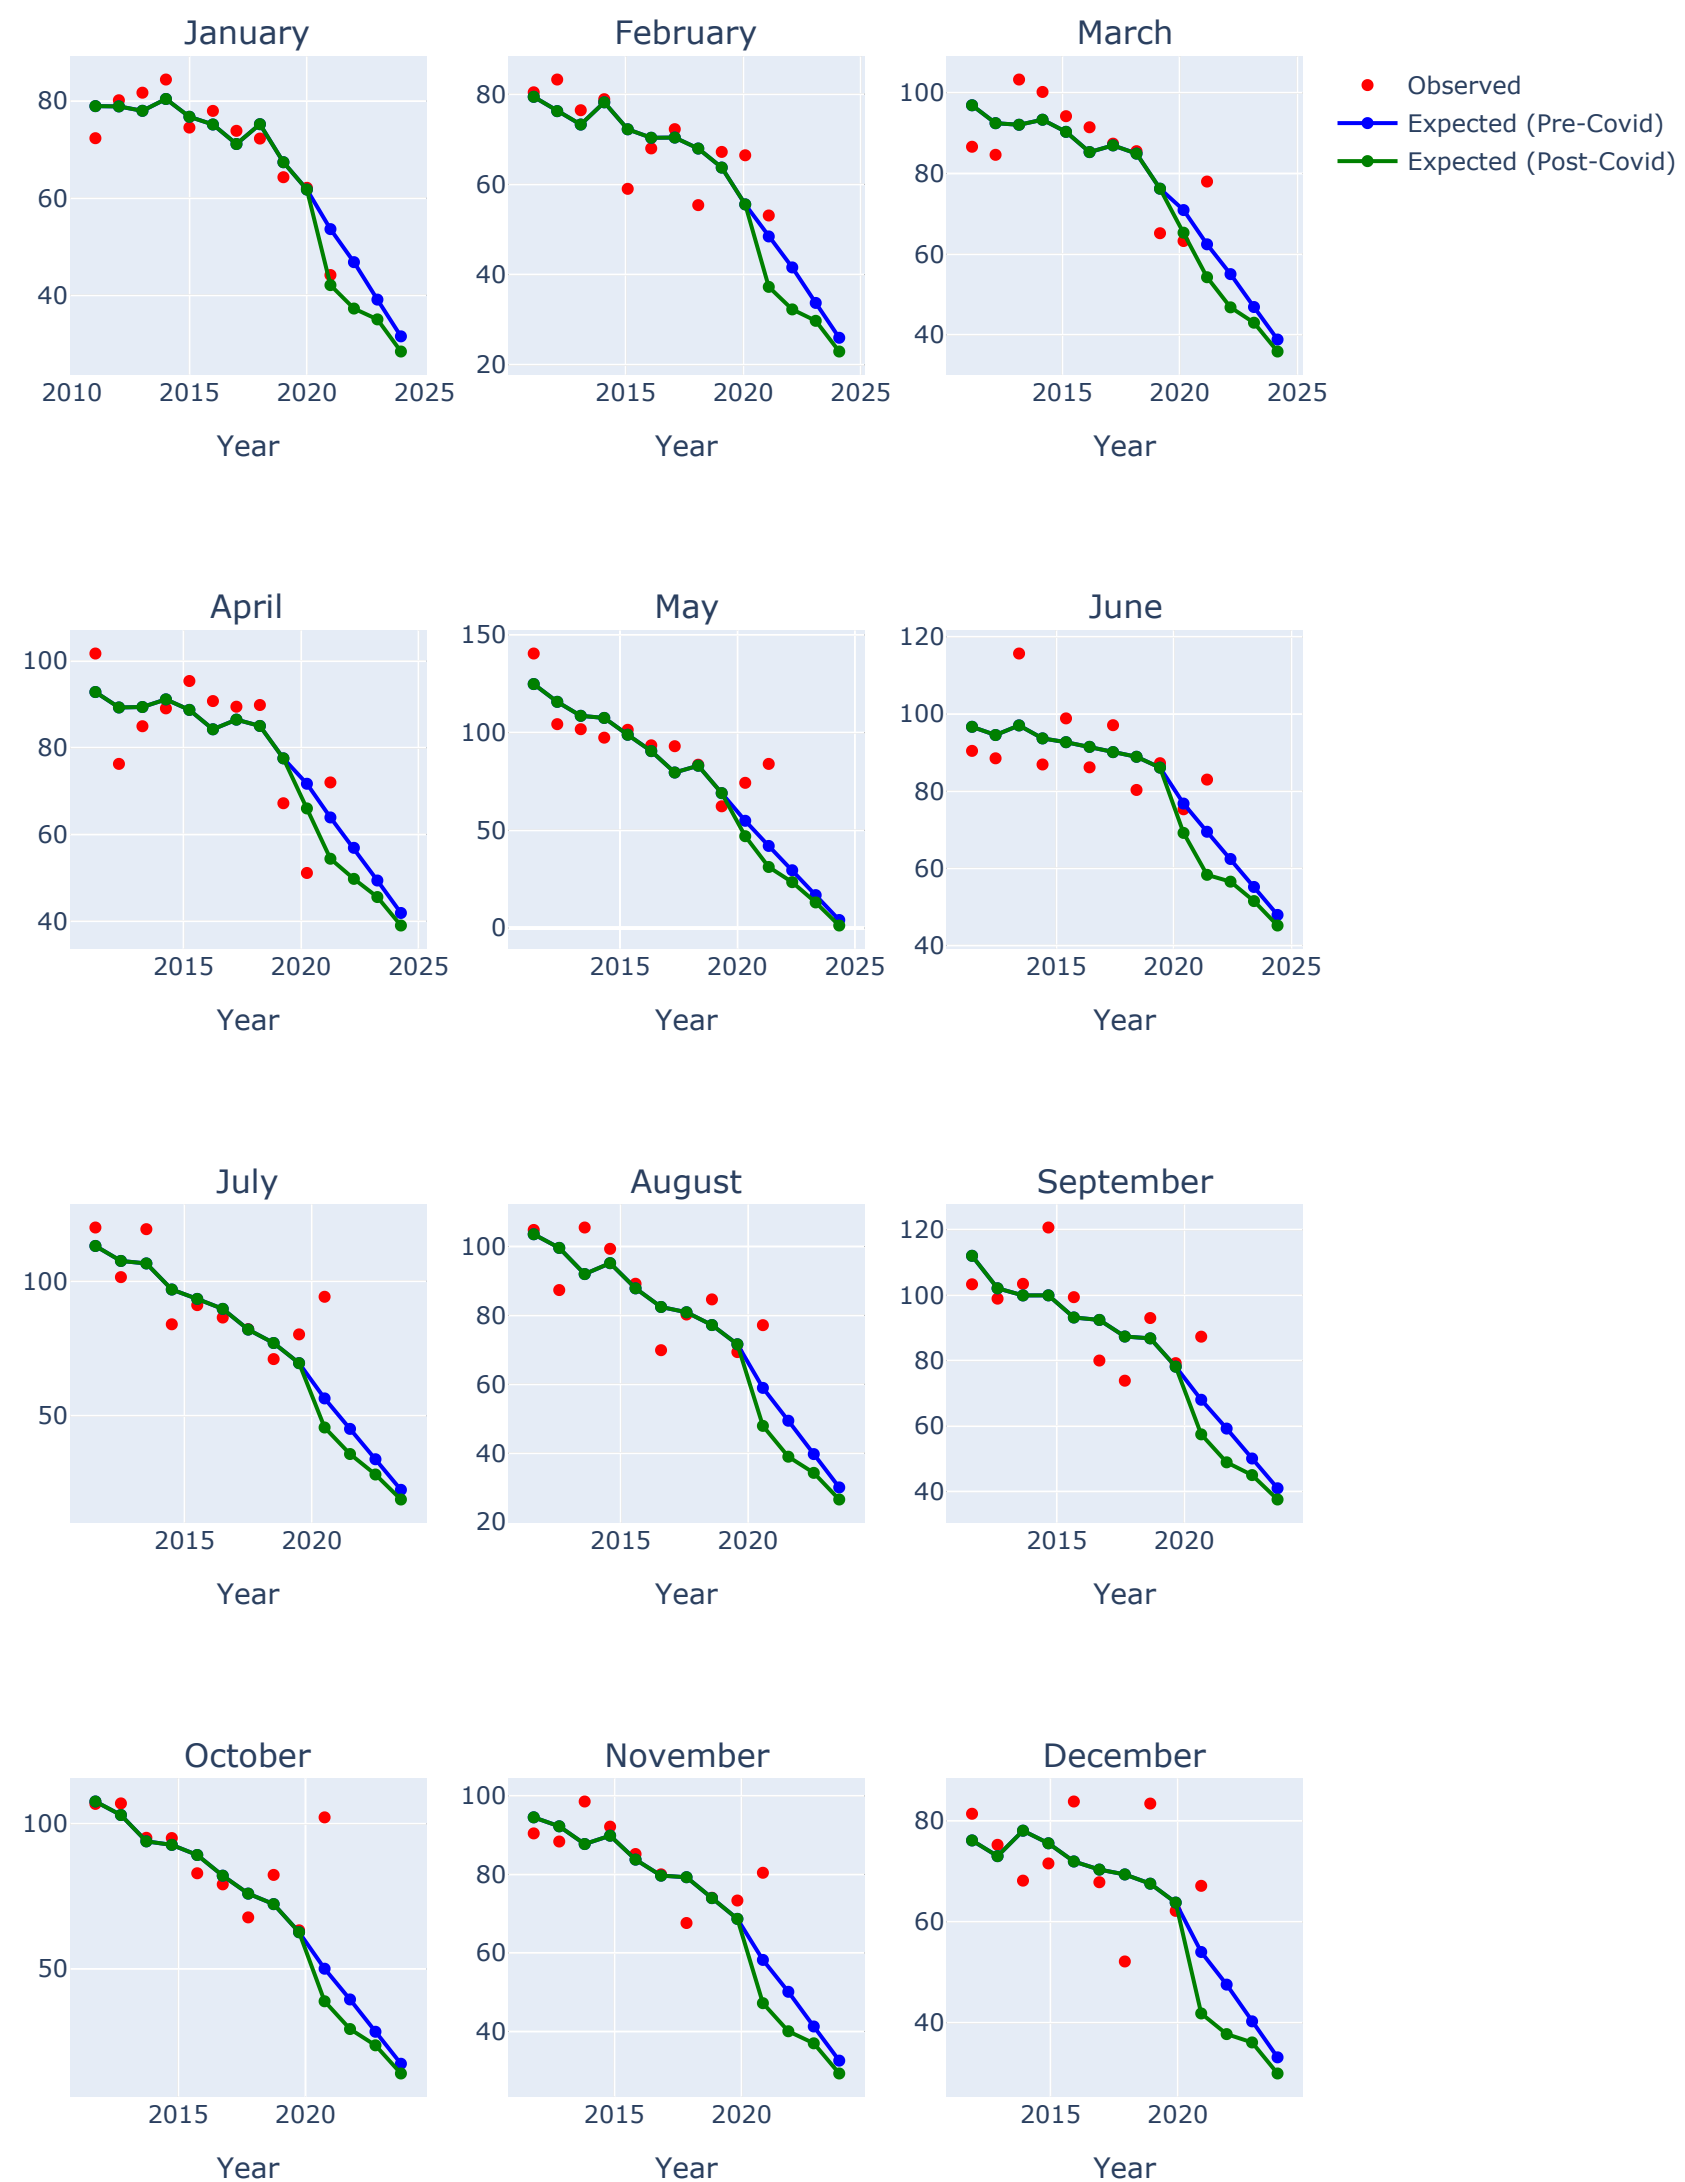 January February March
80
60
40
2010 2015 2020 2025
Year
80
60
40
20
2015 2020 2025
Year
100
80
60
40
2015 2020 2025
Year
Observed
Expected (Pre-Covid)
Expected (Post-Covid)
April May June
100
80
60
40
2015 2020 2025
Year
150
100
50
0
2015 2020 2025
Year
120
100
80
60
40
2015 2020 2025
Year
July August September
100
50
2015 2020
Year
100
80
60
40
20
2015 2020
Year
120
100
80
60
40
2015 2020
Year
October November December
100
50
2015 2020
Year
100
80
60
40
2015 2020
Year
80
60
40
2015 2020
Year